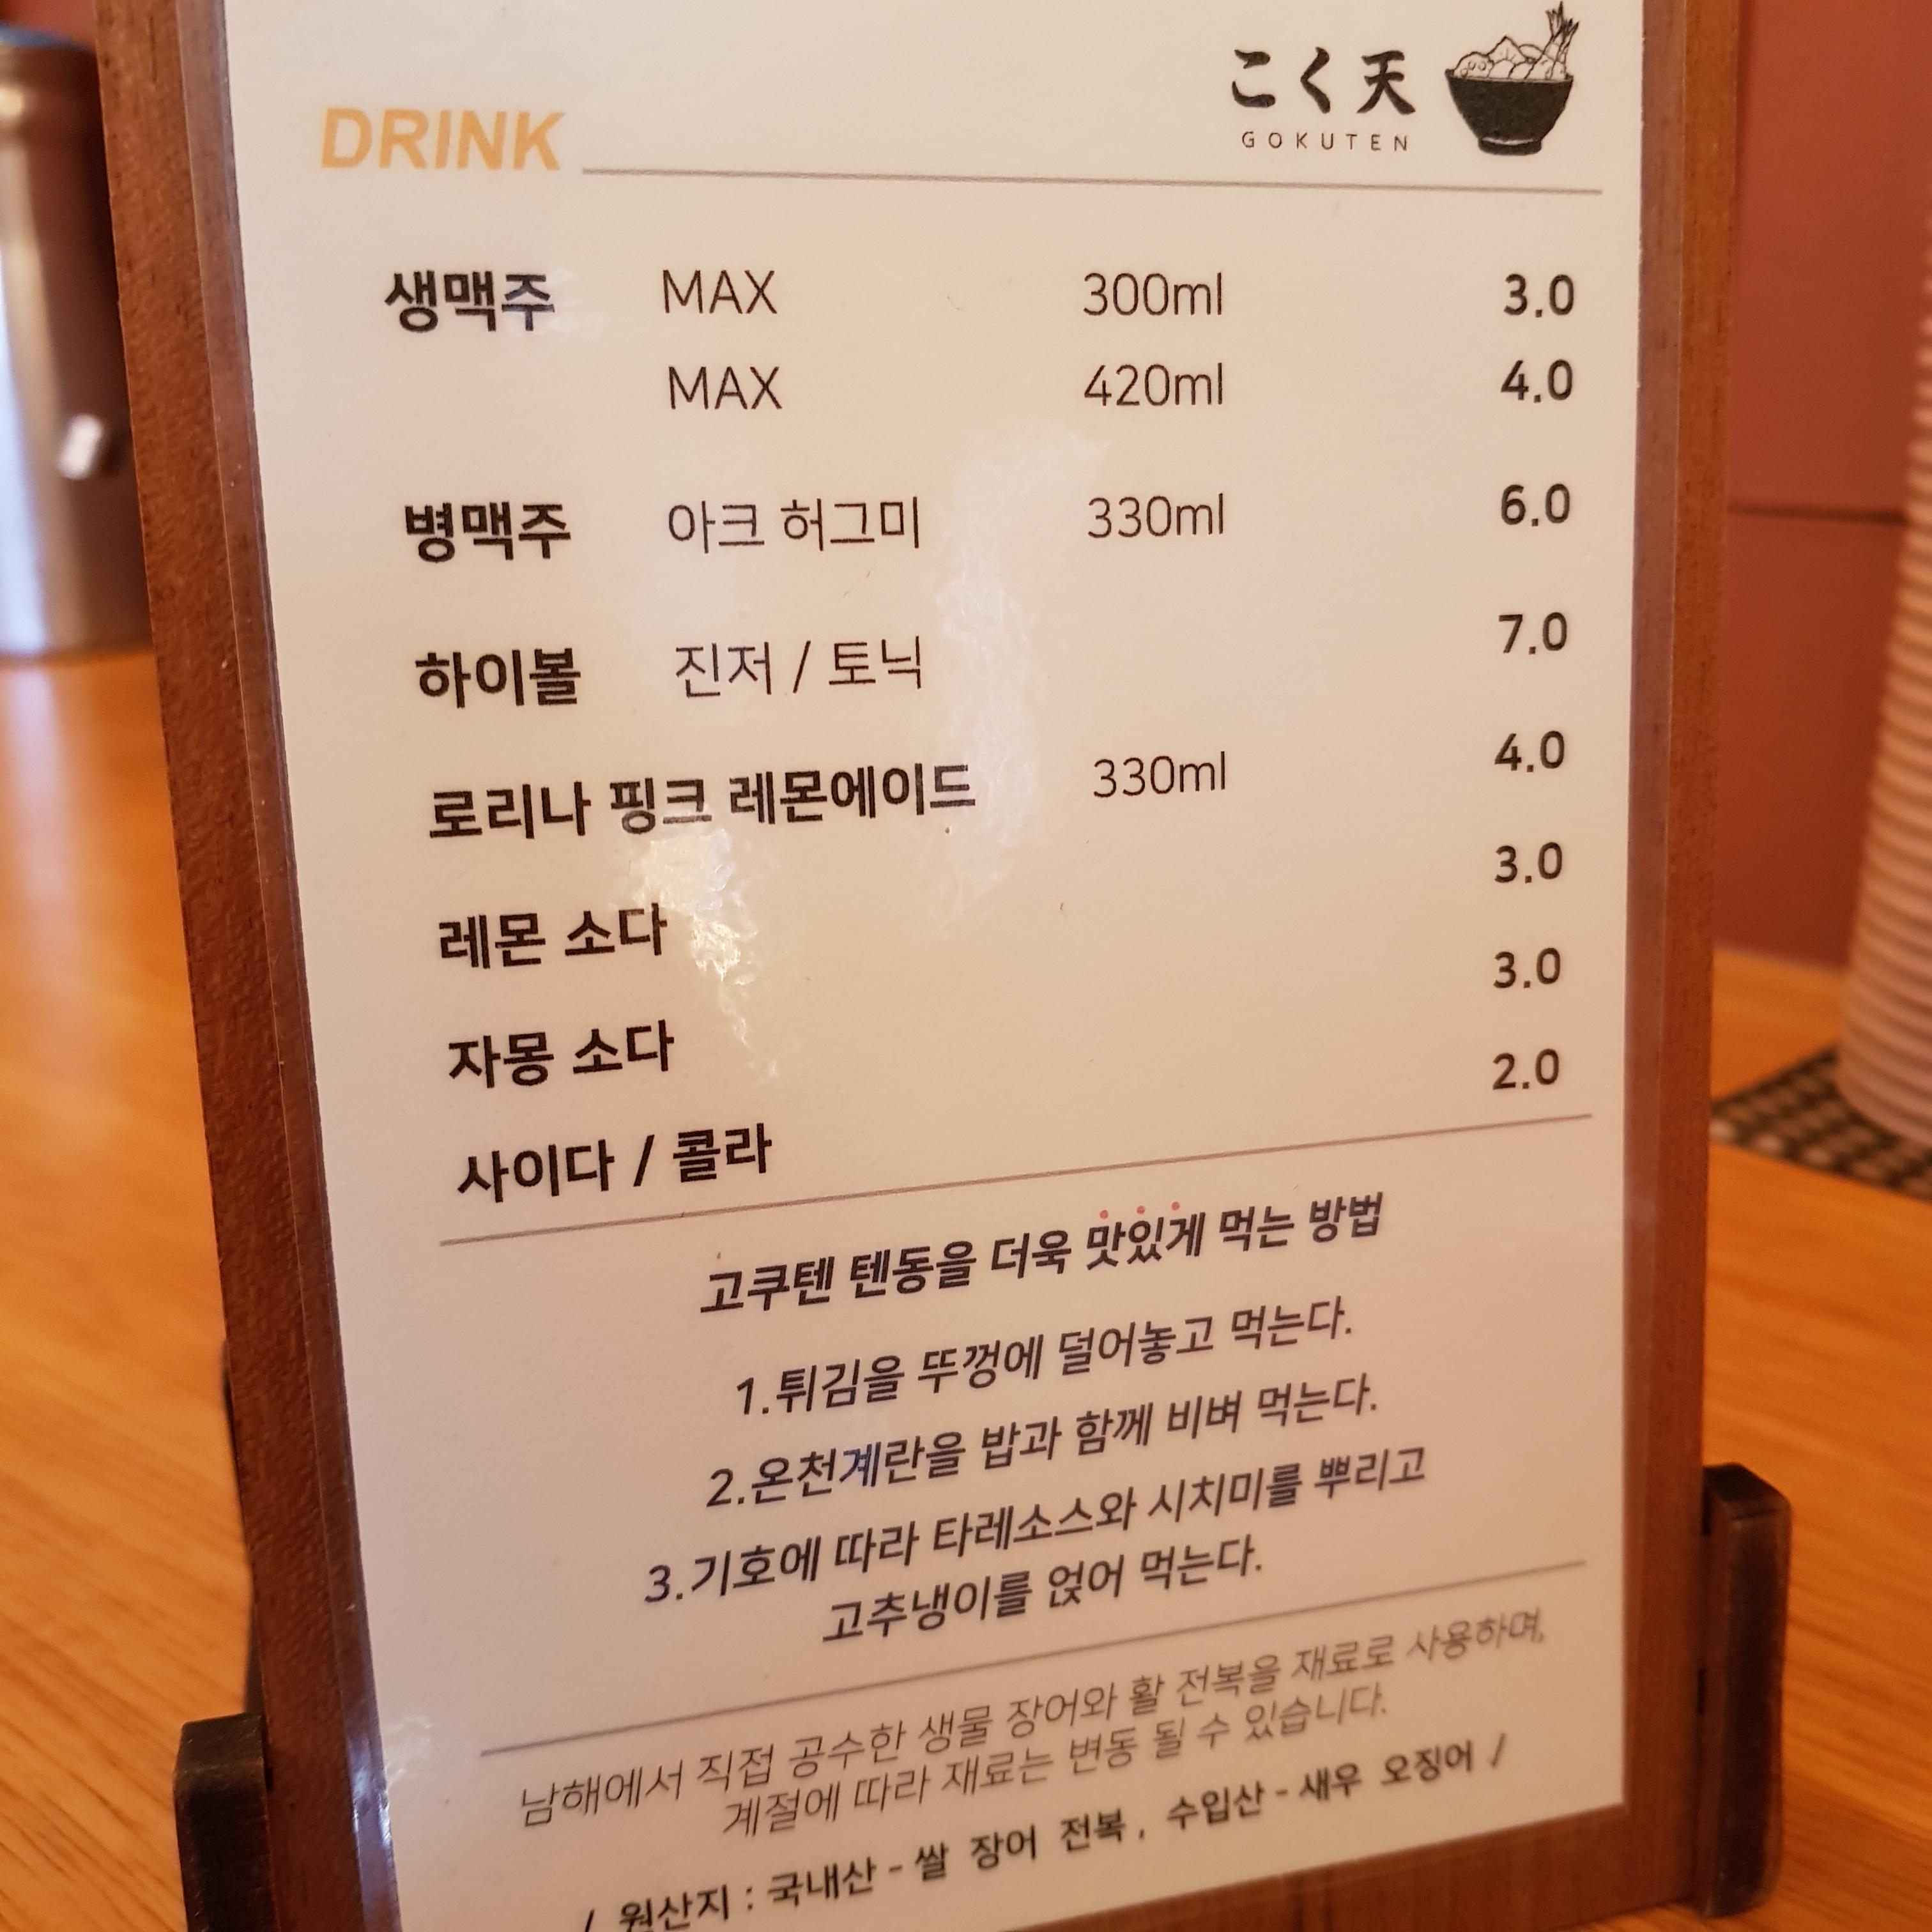 こく天
GOKUTEN
DRINK
생맥주 MAX 300ml 3.0
MAX 420ml 4.0
병맥주 아크 허그미 330ml 6.0
하이볼 진저 / 토닉 7.0
로리나 핑크 레몬에이드 330ml 4.0
레몬 소다 3.0
자몽 소다 3.0
사이다 / 콜라 2.0
고쿠텐 텐동을 더욱 맛있게 먹는 방법
1.튀김을 뚜껑에 덜어놓고 먹는다.
2.온천계란을 밥과 함께 비벼 먹는다.
3.기호에 따라 타레소스와 시치미를 뿌리고
고추냉이를 얹어 먹는다.
남해에서 직접 공수한 생물 장어와 활 전복을 재료로 사용하며,
계절에 따라 재료는 변동 될 수 있습니다.
/ 원산지 : 국내산 - 쌀 장어 전복 , 수입산 - 새우 오징어 /